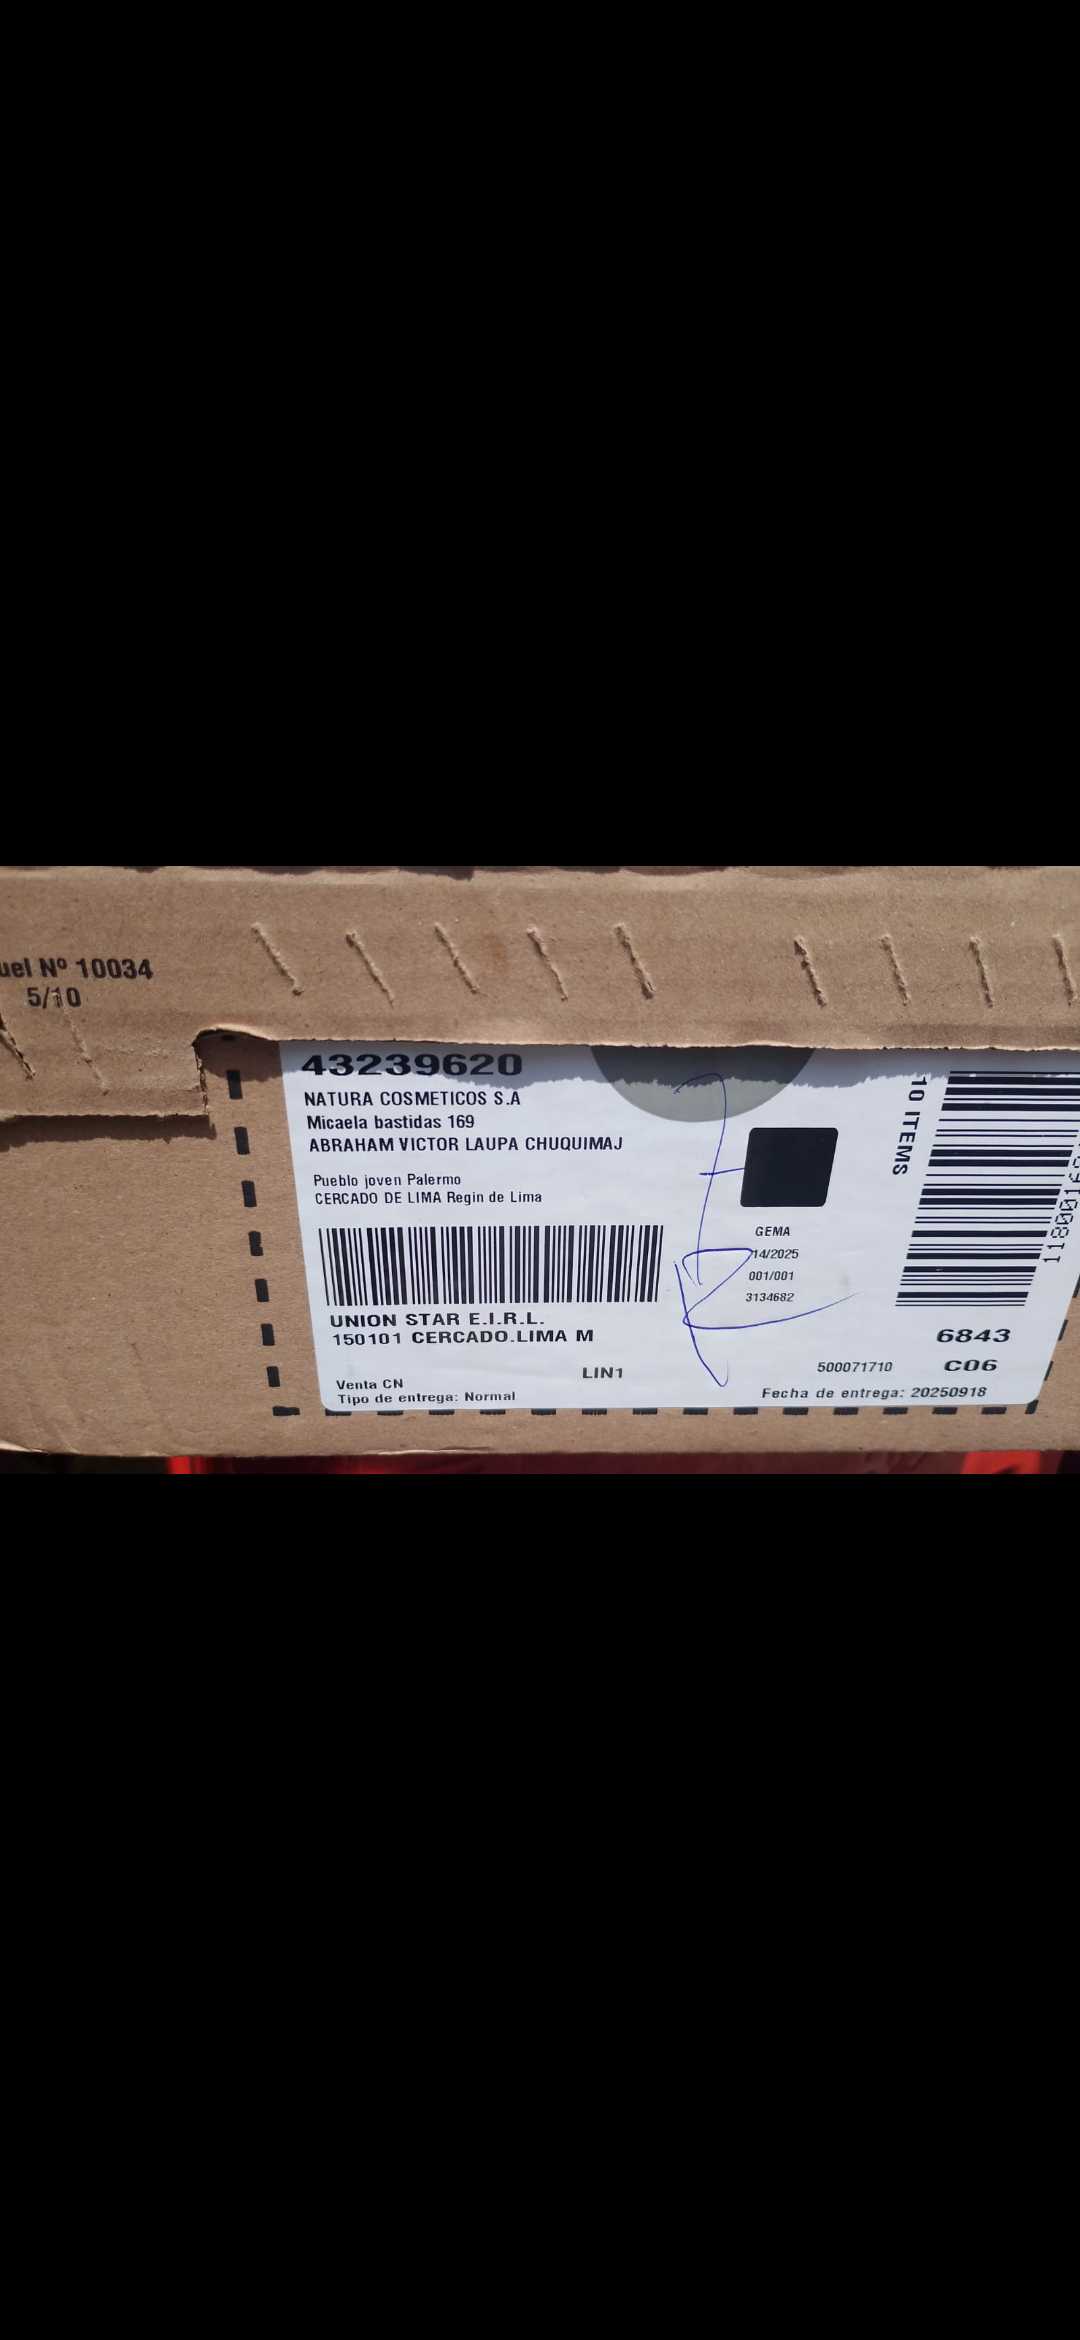 Nº 10034
5/10
43239620
NATURA COSMETICOS S.A
Micaela bastidas 169
ABRAHAM VICTOR LAUPA CHUQUIMAJ
Pueblo joven Palermo
CERCADO DE LIMA Regin de Lima
UNION STAR E.I.R.L.
150101 CERCADO.LIMA M
LIN1
Venta CN
Tipo de entrega: Normal
GEMA
14/2025
001/001
3134682
10 ITEMS
6843
500071710 C06
Fecha de entrega: 20250918